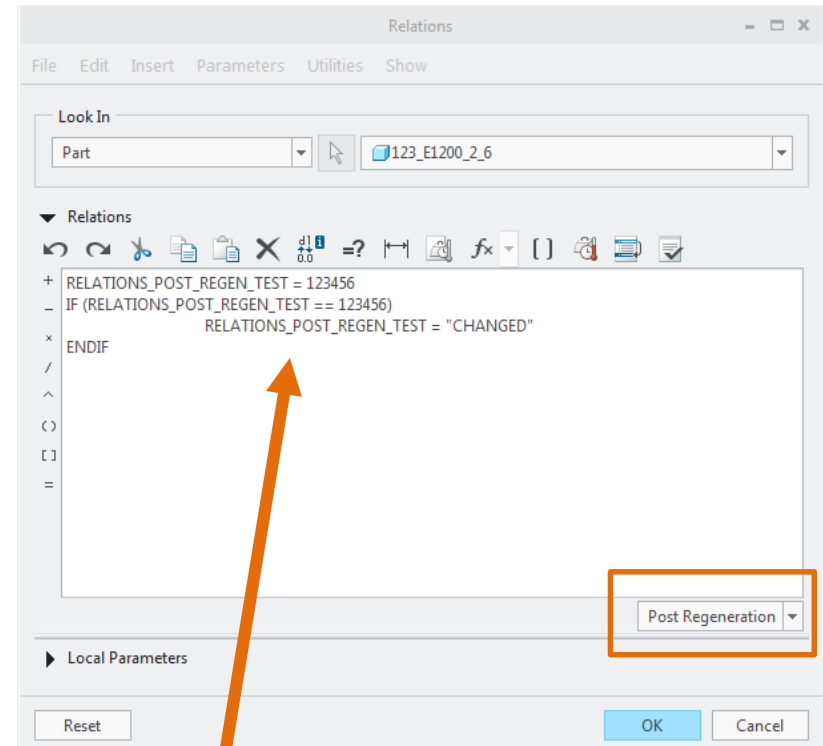 Relations
File Edit Insert Parameters Utilities Show
Look In
Part 123_E1200_2_6
Relations
d1
0.0 =? fx [ ]
+
−
×
/
^
()
[]
=
RELATIONS_POST_REGEN_TEST = 123456
IF (RELATIONS_POST_REGEN_TEST == 123456)
RELATIONS_POST_REGEN_TEST = "CHANGED"
ENDIF
Post Regeneration
Local Parameters
Reset OK Cancel